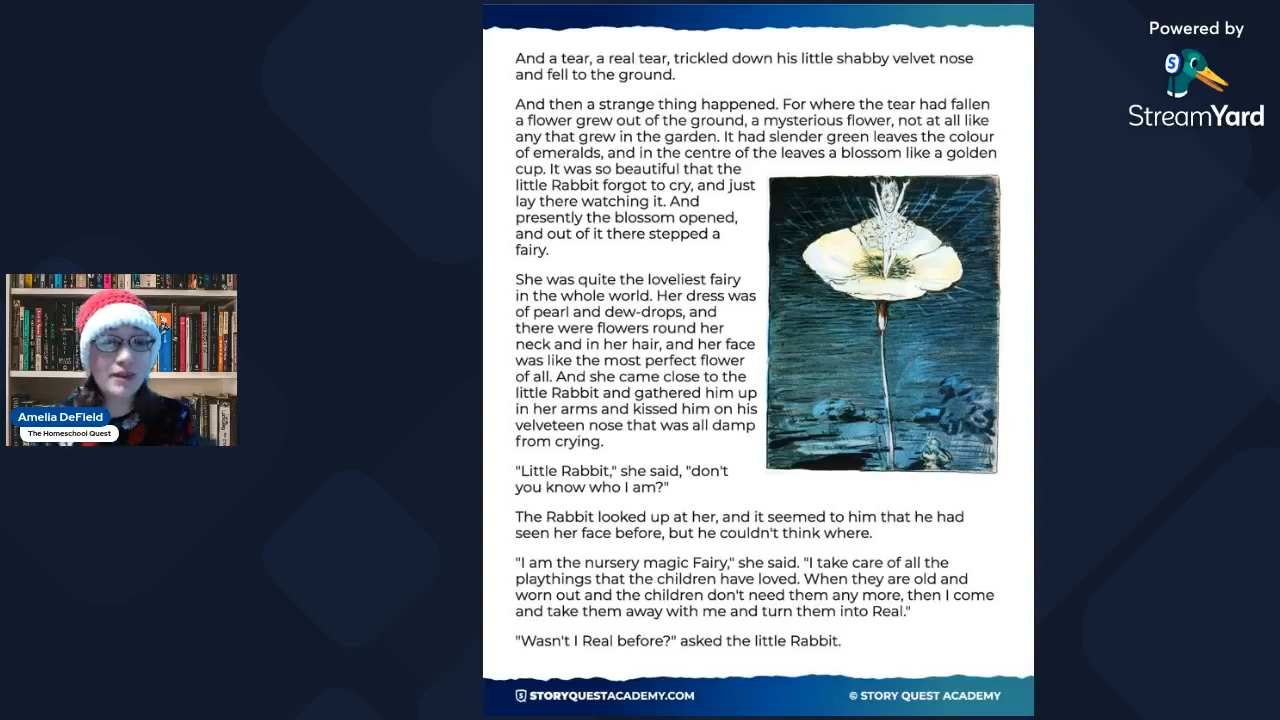 And a tear, a real tear, trickled down his little shabby velvet nose
and fell to the ground.
And then a strange thing happened. For where the tear had fallen
a flower grew out of the ground, a mysterious flower, not at all like
any that grew in the garden. It had slender green leaves the colour
of emeralds, and in the centre of the leaves a blossom like a golden
cup. It was so beautiful that the
little Rabbit forgot to cry, and just
lay there watching it. And
presently the blossom opened,
and out of it there stepped a
fairy.
She was quite the loveliest fairy
in the whole world. Her dress was
of pearl and dew-drops, and
there were flowers round her
neck and in her hair, and her face
was like the most perfect flower
of all. And she came close to the
little Rabbit and gathered him up
in her arms and kissed him on his
velveteen nose that was all damp
from crying.
"Little Rabbit," she said, "don't
you know who I am?"
The Rabbit looked up at her, and it seemed to him that he had
seen her face before, but he couldn't think where.
"I am the nursery magic Fairy," she said. "I take care of all the
playthings that the children have loved. When they are old and
worn out and the children don't need them any more, then I come
and take them away with me and turn them into Real."
"Wasn't I Real before?" asked the little Rabbit.
STORYQUESTACADEMY.COM
© STORY QUEST ACADEMY
Amelia DeField
The Homeschool Quest
Powered by
StreamYard